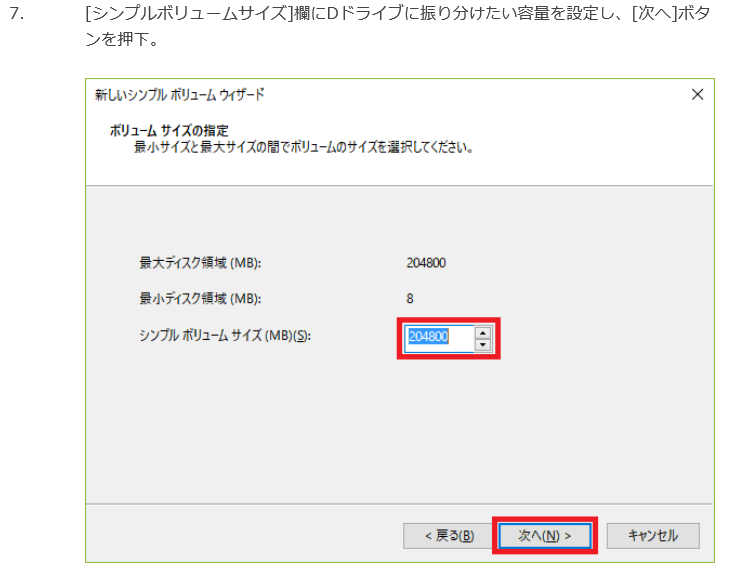 7. [シンプルボリュームサイズ]欄にDドライブに振り分けたい容量を設定し、[次へ]ボタ
ンを押下。
新しいシンプル ボリューム ウィザード
ボリューム サイズの指定
最小サイズと最大サイズの間でボリュームのサイズを選択してください。
最大ディスク領域 (MB): 204800
最小ディスク領域 (MB): 8
シンプル ボリューム サイズ (MB)(S): 204800
< 戻る(B) 次へ(N) > キャンセル